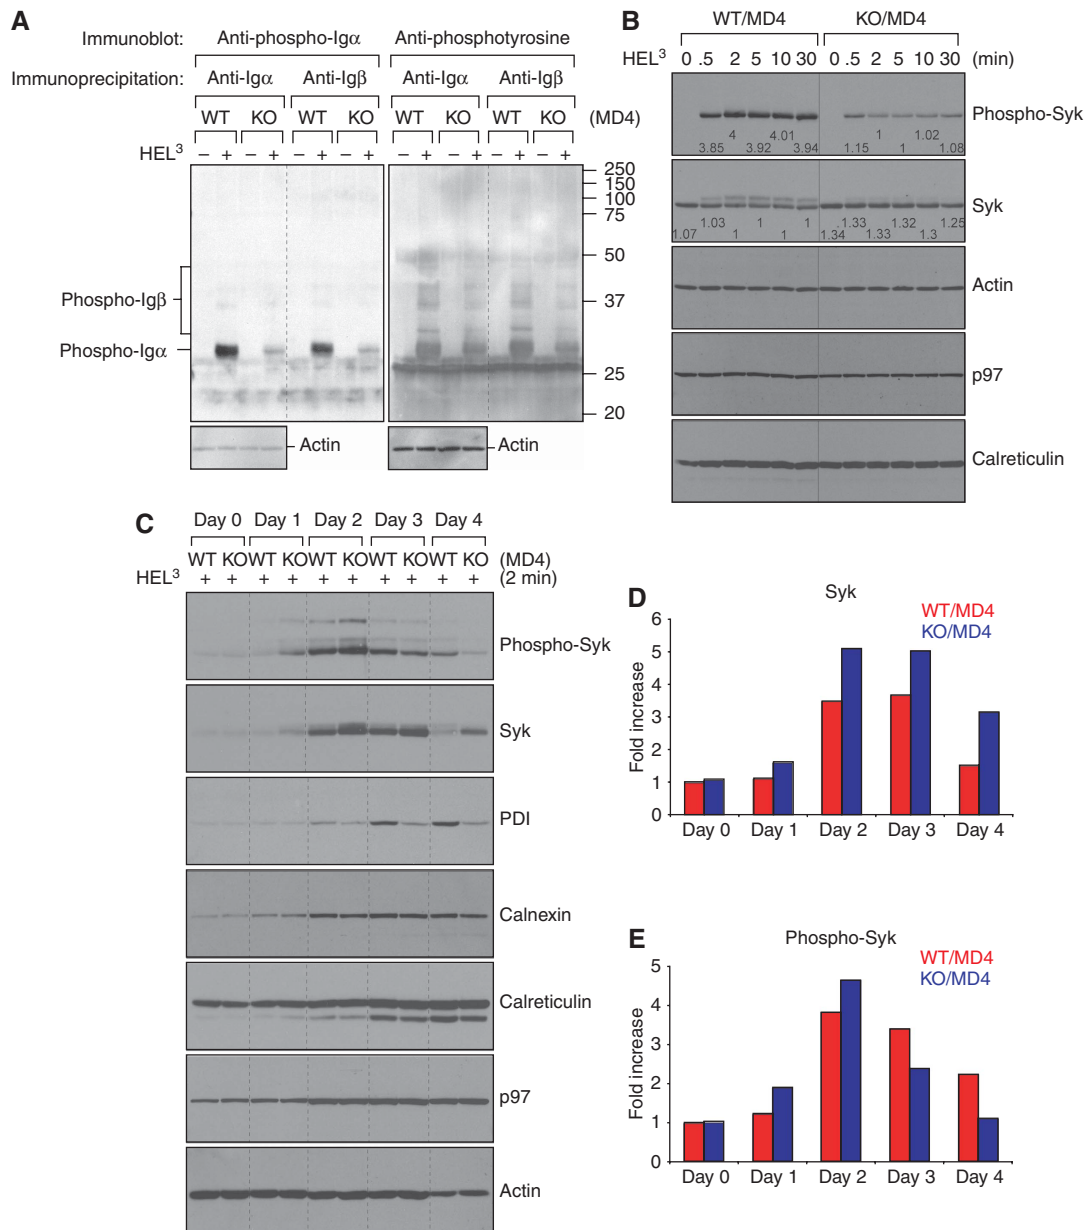 A
Immunoblot: Anti-phospho-Igα Anti-phosphotyrosine
Immunoprecipitation: Anti-Igα Anti-Igβ Anti-Igα Anti-Igβ
WT KO WT KO WT KO WT KO (MD4)
HEL³ – + – + – + – + – + – + – + – +
250
150
100
75
50
37
25
20
Phospho-Igβ
Phospho-Igα
Actin
Actin
B
WT/MD4 KO/MD4
HEL³ 0 .5 2 5 10 30 0 .5 2 5 10 30 (min)
Phospho-Syk
4 4.01 1 1.02
3.85 3.92 3.94 1.15 1 1.08
Syk
1.03 1 1 1.33 1.32 1.25
1.07 1 1 1.34 1.33 1.3
Actin
p97
Calreticulin
C
Day 0 Day 1 Day 2 Day 3 Day 4
WT KO WT KO WT KO WT KO WT KO (MD4)
HEL³ + + + + + + + + + + (2 min)
Phospho-Syk
Syk
PDI
Calnexin
Calreticulin
p97
Actin
D
Syk
WT/MD4
KO/MD4
Fold increase
6
5
4
3
2
1
0
Day 0 Day 1 Day 2 Day 3 Day 4
E
Phospho-Syk
WT/MD4
KO/MD4
Fold increase
5
4
3
2
1
0
Day 0 Day 1 Day 2 Day 3 Day 4